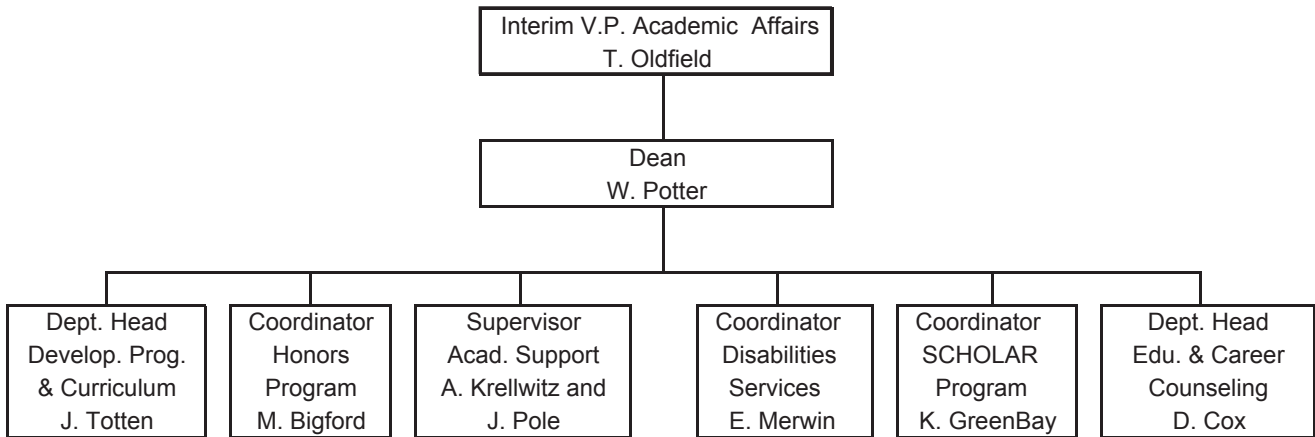 Interim V.P. Academic Affairs
T. Oldfield
Dean
W. Potter
Dept. Head
Develop. Prog.
& Curriculum
J. Totten
Coordinator
Honors
Program
M. Bigford
Supervisor
Acad. Support
A. Krellwitz and
J. Pole
Coordinator
Disabilities
Services
E. Merwin
Coordinator
SCHOLAR
Program
K. GreenBay
Dept. Head
Edu. & Career
Counseling
D. Cox